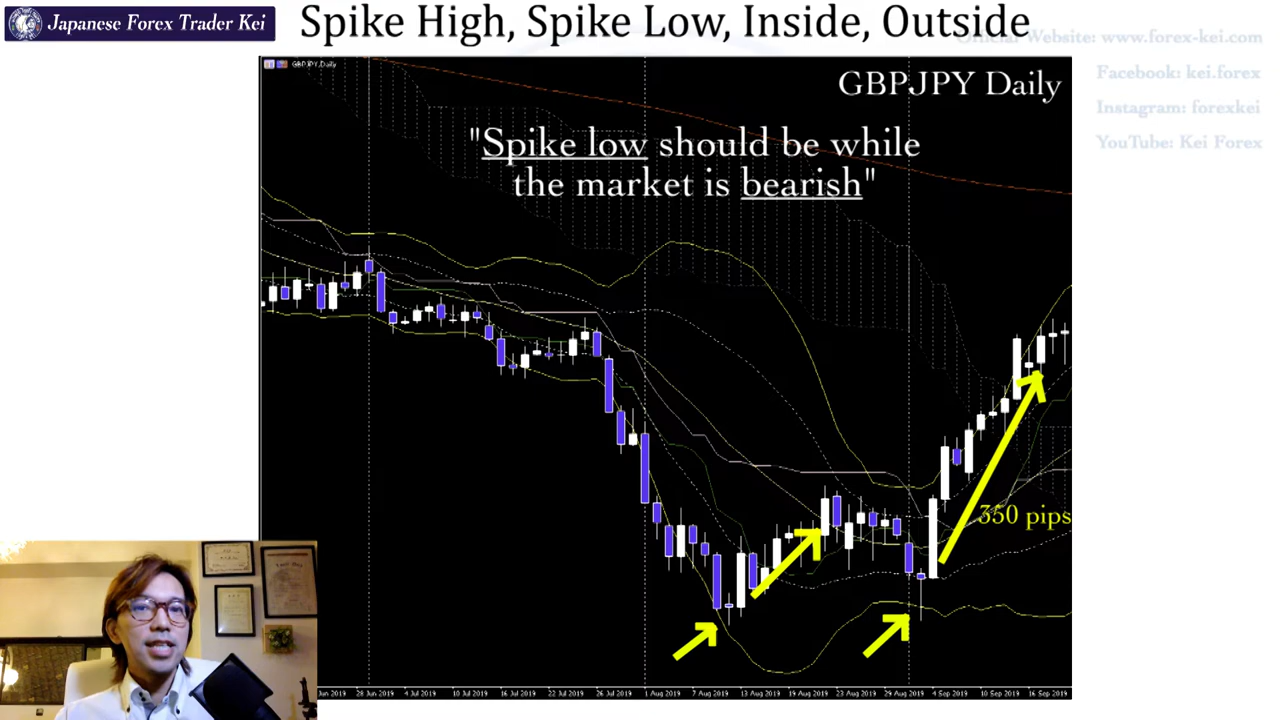 Japanese Forex Trader Kei
Spike High, Spike Low, Inside, Outside
Official Website: www.forex-kei.com
Facebook: kei.forex
Instagram: forexkei
YouTube: Kei Forex
GBPJPY,Daily
GBPJPY Daily
"Spike low should be while
the market is bearish"
350 pips
Jun 2019 28 Jun 2019 4 Jul 2019 10 Jul 2019 16 Jul 2019 22 Jul 2019 26 Jul 2019 1 Aug 2019 7 Aug 2019 13 Aug 2019 19 Aug 2019 23 Aug 2019 29 Aug 2019 4 Sep 2019 10 Sep 2019 16 Sep 2019